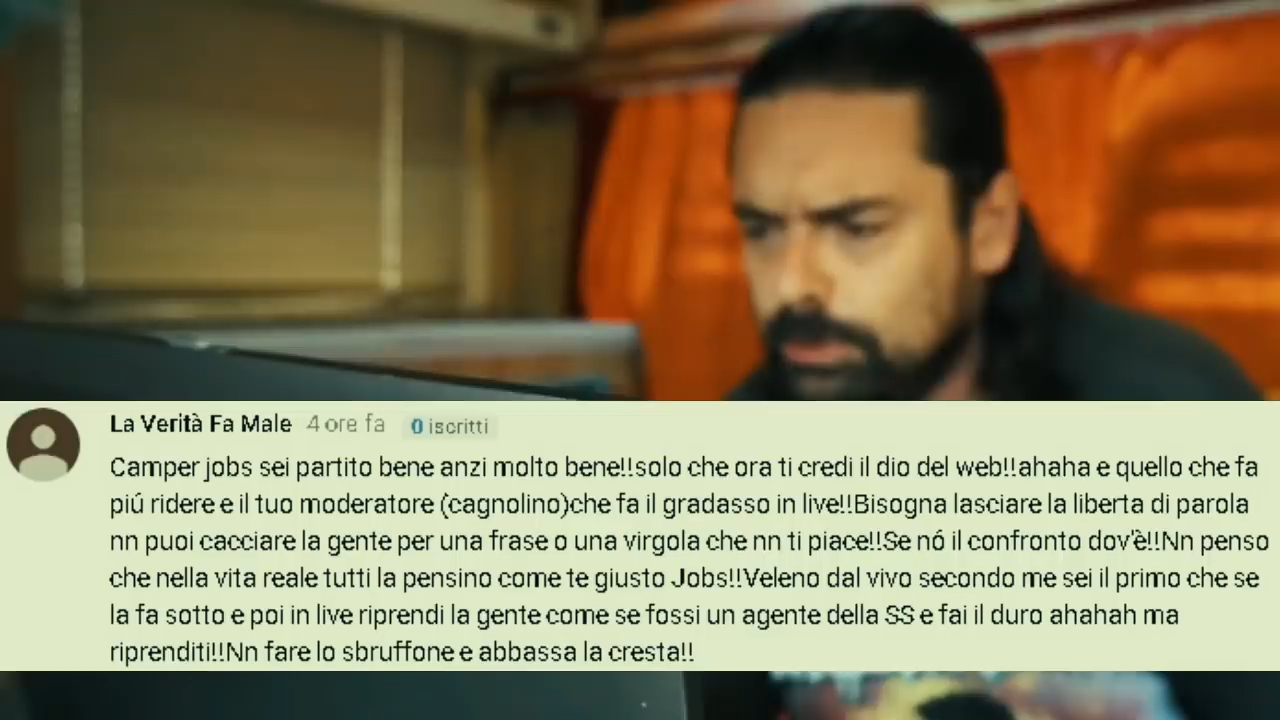 La Verità Fa Male 4 ore fa 0 iscritti
Camper jobs sei partito bene anzi molto bene!!solo che ora ti credi il dio del web!!ahaha e quello che fa
piú ridere e il tuo moderatore (cagnolino)che fa il gradasso in live!!Bisogna lasciare la liberta di parola
nn puoi cacciare la gente per una frase o una virgola che nn ti piace!!Se nó il confronto dov'è!!Nn penso
che nella vita reale tutti la pensino come te giusto Jobs!!Veleno dal vivo secondo me sei il primo che se
la fa sotto e poi in live riprendi la gente come se fossi un agente della SS e fai il duro ahahah ma
riprenditi!!Nn fare lo sbruffone e abbassa la cresta!!